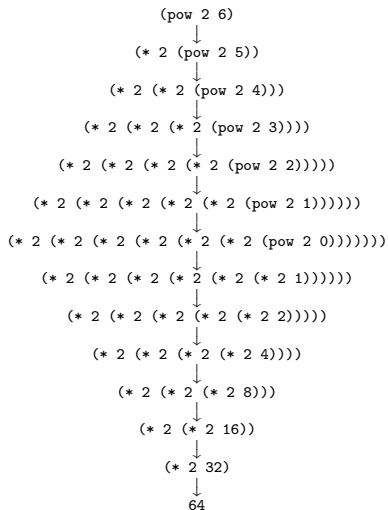 (pow 2 6)
(* 2 (pow 2 5))
(* 2 (* 2 (pow 2 4)))
(* 2 (* 2 (* 2 (pow 2 3))))
(* 2 (* 2 (* 2 (* 2 (pow 2 2)))))
(* 2 (* 2 (* 2 (* 2 (* 2 (pow 2 1))))))
(* 2 (* 2 (* 2 (* 2 (* 2 (* 2 (pow 2 0)))))))
(* 2 (* 2 (* 2 (* 2 (* 2 (* 2 1))))))
(* 2 (* 2 (* 2 (* 2 (* 2 2)))))
(* 2 (* 2 (* 2 (* 2 4))))
(* 2 (* 2 (* 2 8)))
(* 2 (* 2 16))
(* 2 32)
64